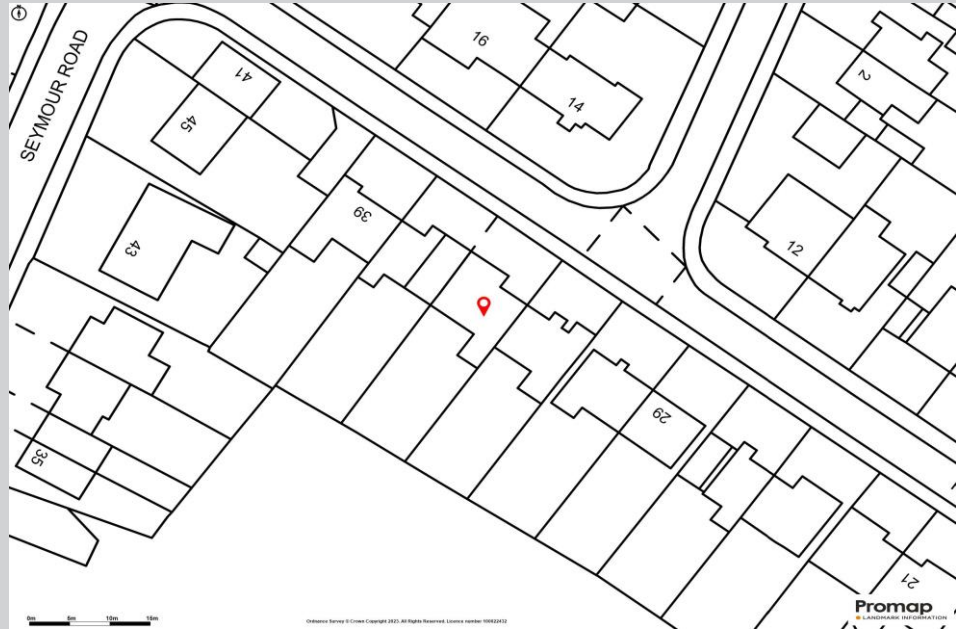 SEYMOUR ROAD
16
14
2
12
41
45
39
43
35
29
21
0m 5m 10m 15m
Ordnance Survey © Crown Copyright 2025. All Rights Reserved. Licence number 100022432
Promap
LANDMARK INFORMATION